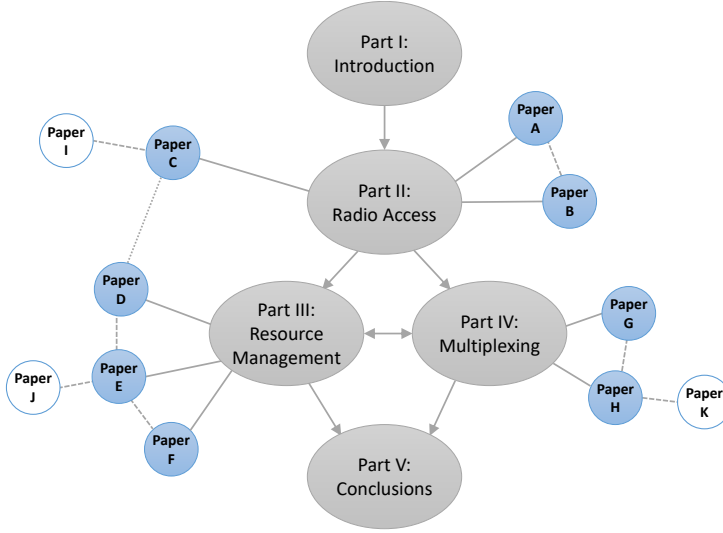 Part I:
Introduction
Paper
A
Paper
I
Paper
C
Part II:
Radio Access
Paper
B
Paper
D
Part III:
Resource
Management
Part IV:
Multiplexing
Paper
G
Paper
E
Paper
J
Paper
H
Paper
K
Paper
F
Part V:
Conclusions